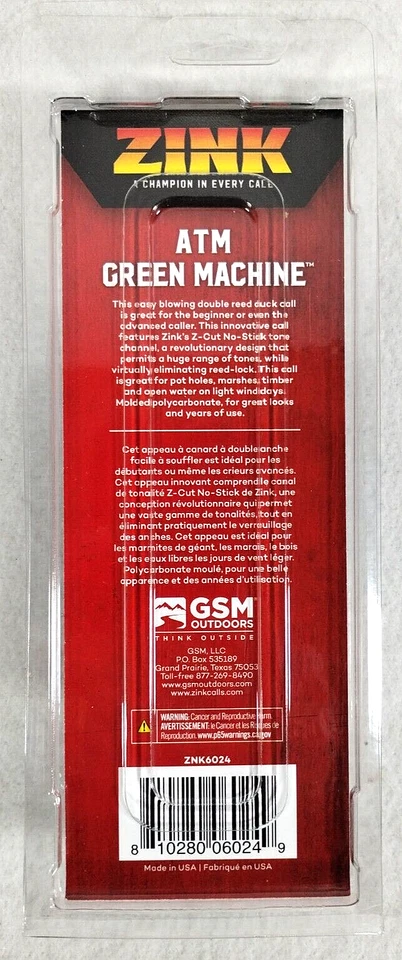 ZINK
A CHAMPION IN EVERY CALL
ATM
GREEN MACHINE™
This easy blowing double reed duck call
is great for the beginner or even the
advanced caller. This innovative call
features Zink's Z-Cut No-Stick tone
channel, a revolutionary design that
permits a huge range of tones, while
virtually eliminating reed-lock. This call
is great for pot holes, marshes, timber
and open water on light wind days.
Molded polycarbonate, for great looks
and years of use.
Cet appeau à canard à double anche
facile à souffler est idéal pour les
débutants ou même les crieurs avancés.
Cet appeau innovant comprend le canal
de tonalité Z-Cut No-Stick de Zink, une
conception révolutionnaire qui permet
une vaste gamme de tonalités, tout en
éliminant pratiquement le verrouillage
des anches. Cet appeau est idéal pour
les marmites de géant, les marais, le bois
et les eaux libres les jours de vent léger.
Polycarbonate moulé, pour une belle
apparence et des années d'utilisation.
GSM
OUTDOORS
THINK OUTSIDE
GSM, LLC
P.O. Box 535189
Grand Prairie, Texas 75053
Toll-free 877-269-8490
www.gsmoutdoors.com
www.zinkcalls.com
WARNING: Cancer and Reproductive Harm.
AVERTISSEMENT: le Cancer et les Risques de
Reproduction. www.p65warnings.ca.gov
ZNK6024
8 10280 06024 9
Made in USA | Fabriqué en USA